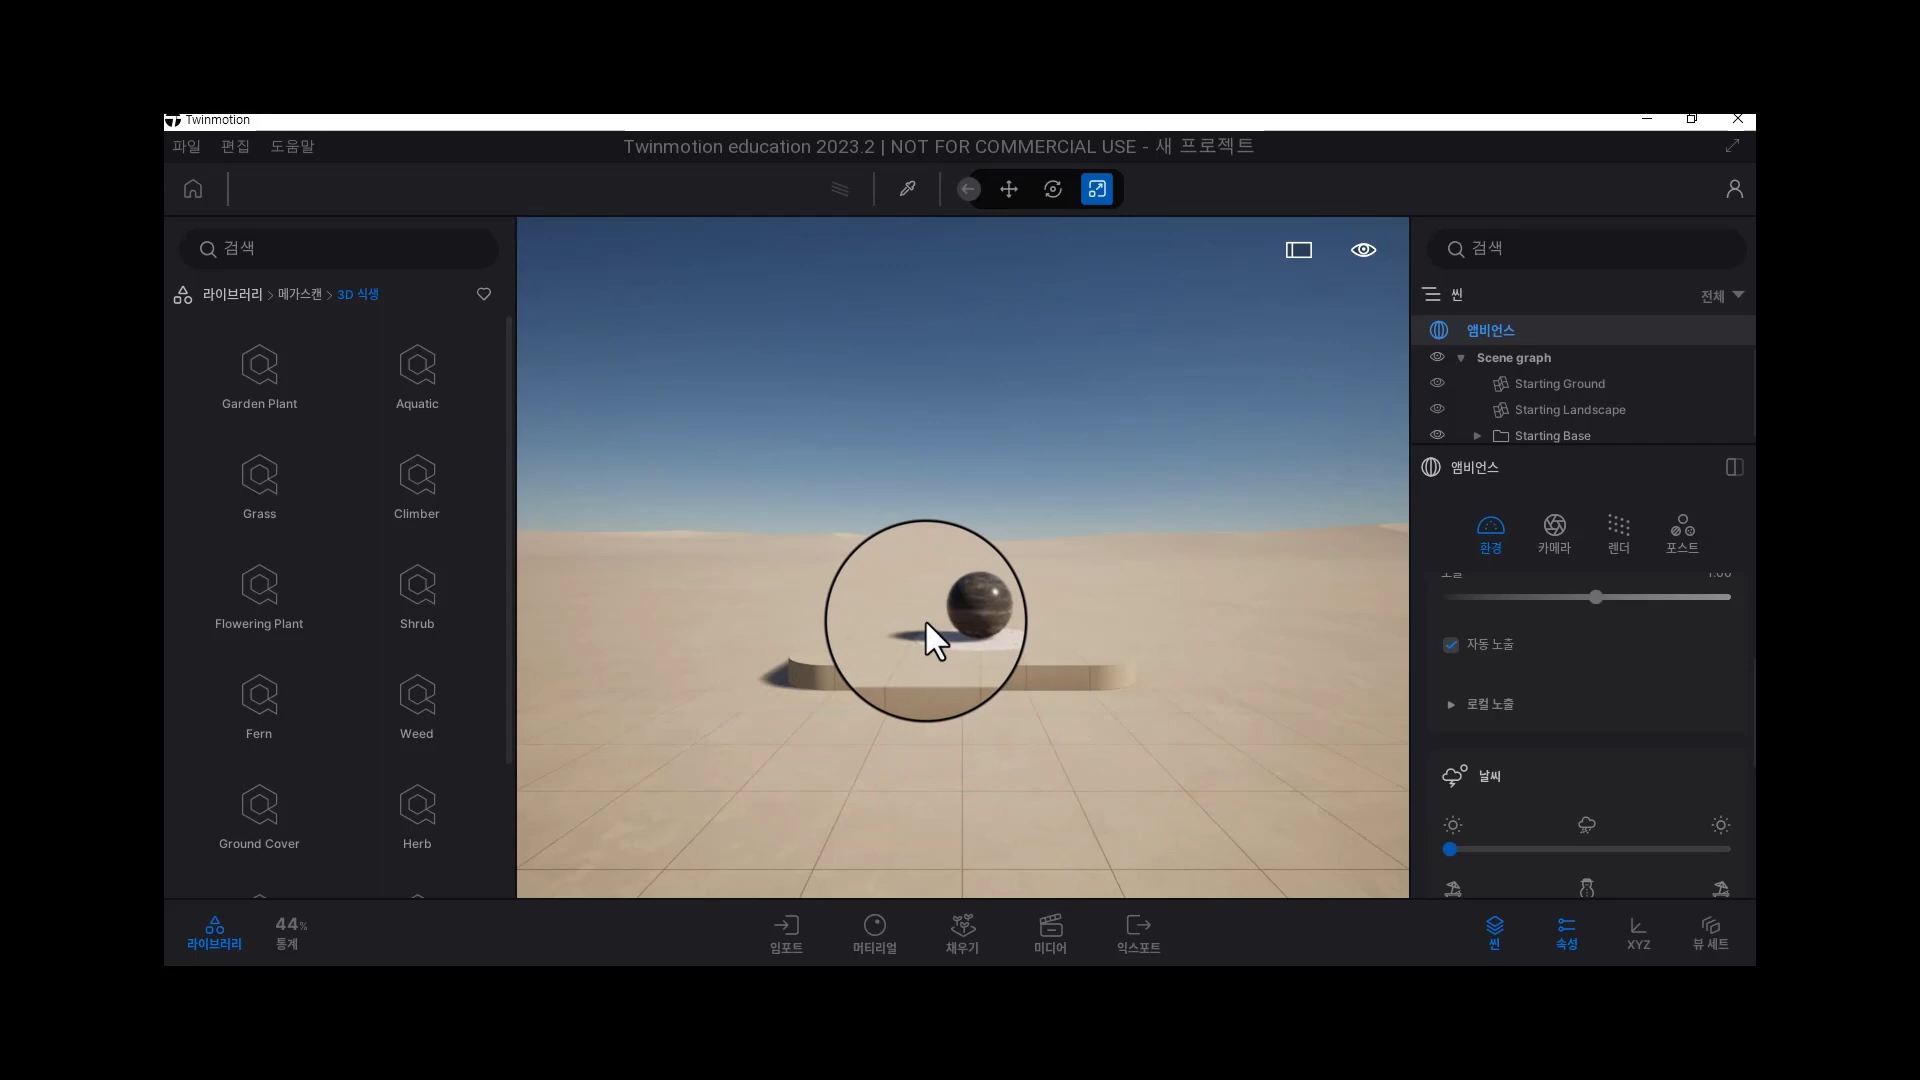 Twinmotion
파일 편집 도움말
Twinmotion education 2023.2 | NOT FOR COMMERCIAL USE - 새 프로젝트
검색
라이브러리 > 메가스캔 > 3D 식생
Garden Plant
Aquatic
Grass
Climber
Flowering Plant
Shrub
Fern
Weed
Ground Cover
Herb
검색
씬
전체
앰비언스
Scene graph
Starting Ground
Starting Landscape
Starting Base
앰비언스
환경
카메라
렌더
포스트
노출
1.00
자동 노출
로컬 노출
날씨
라이브러리
44%
통계
임포트
머티리얼
채우기
미디어
익스포트
씬
속성
XYZ
뷰 세트